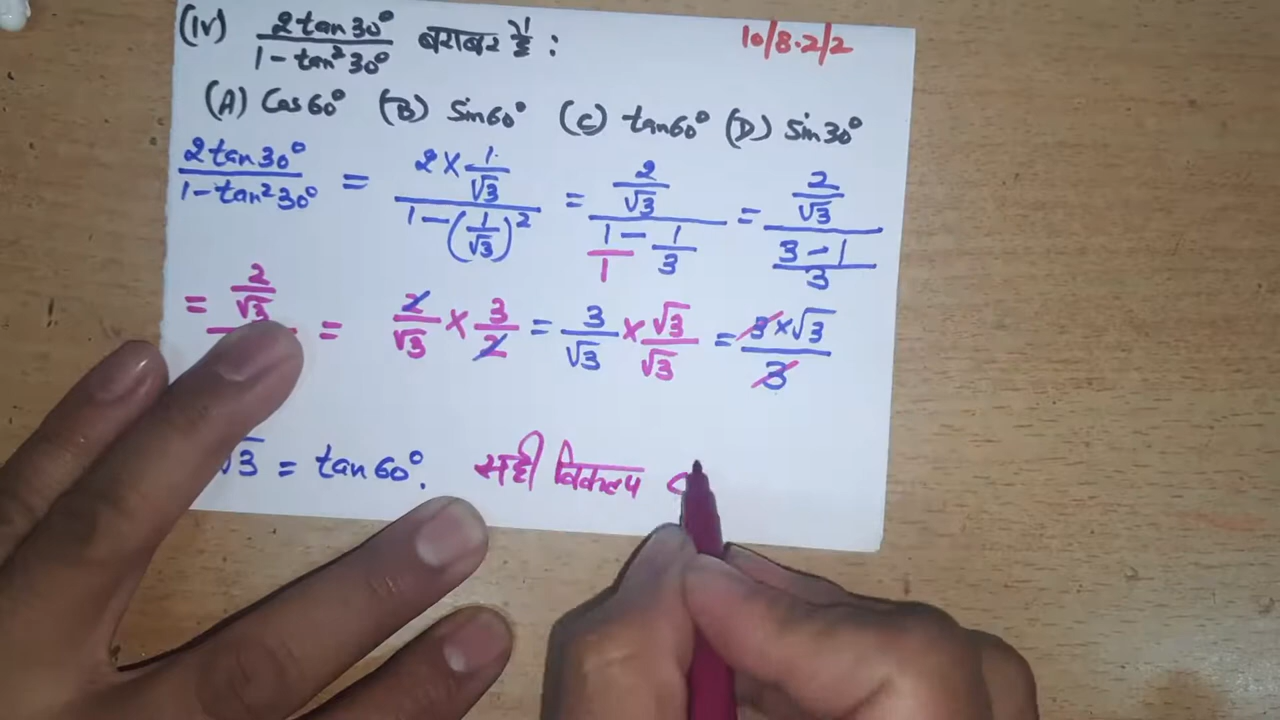 (iv) 2tan30° / 1-tan²30° बराबर है : 10/8.2/2
(A) Cos60° (B) Sin60° (C) tan60° (D) Sin30°
2tan30° / 1-tan²30° = 2×1/√3 / 1-(1/√3)² = 2/√3 / 1/1 - 1/3 = 2/√3 / 3-1/3
= 2/√3 = 2/√3 × 3/2 = 3/√3 × √3/√3 = 3×√3/3
√3 = tan60°. सही विकल्प